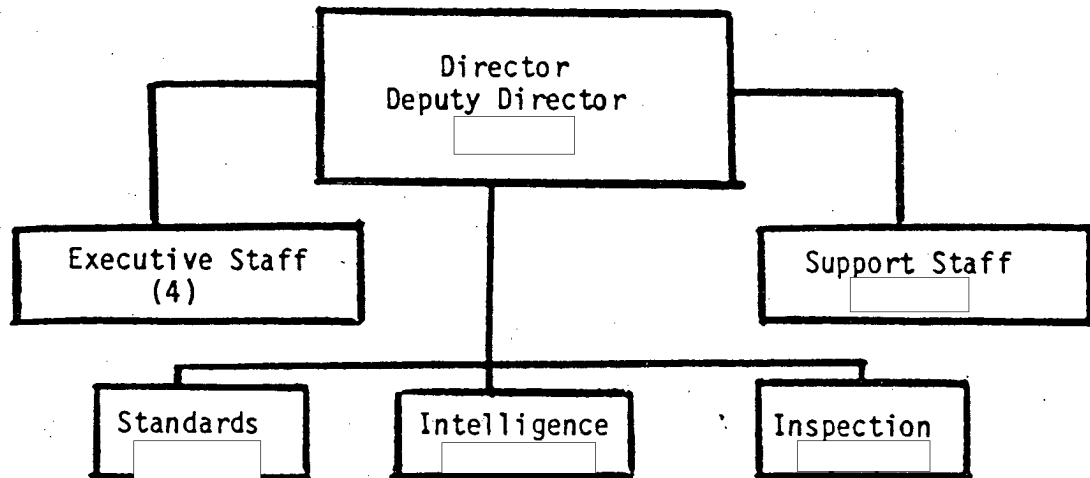 Director
Deputy Director
Executive Staff
(4)
Support Staff
Standards
Intelligence
Inspection